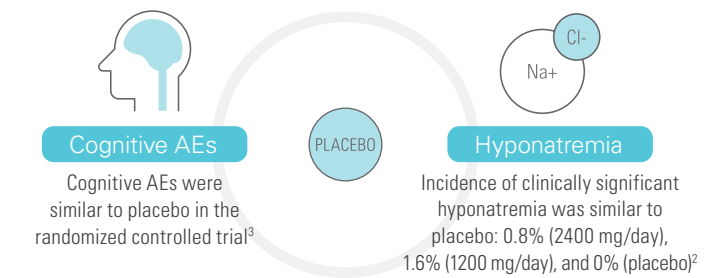 Cl-
Na+
PLACEBO
Cognitive AEs
Cognitive AEs were
similar to placebo in the
randomized controlled trial³
Hyponatremia
Incidence of clinically significant
hyponatremia was similar to
placebo: 0.8% (2400 mg/day),
1.6% (1200 mg/day), and 0% (placebo)²